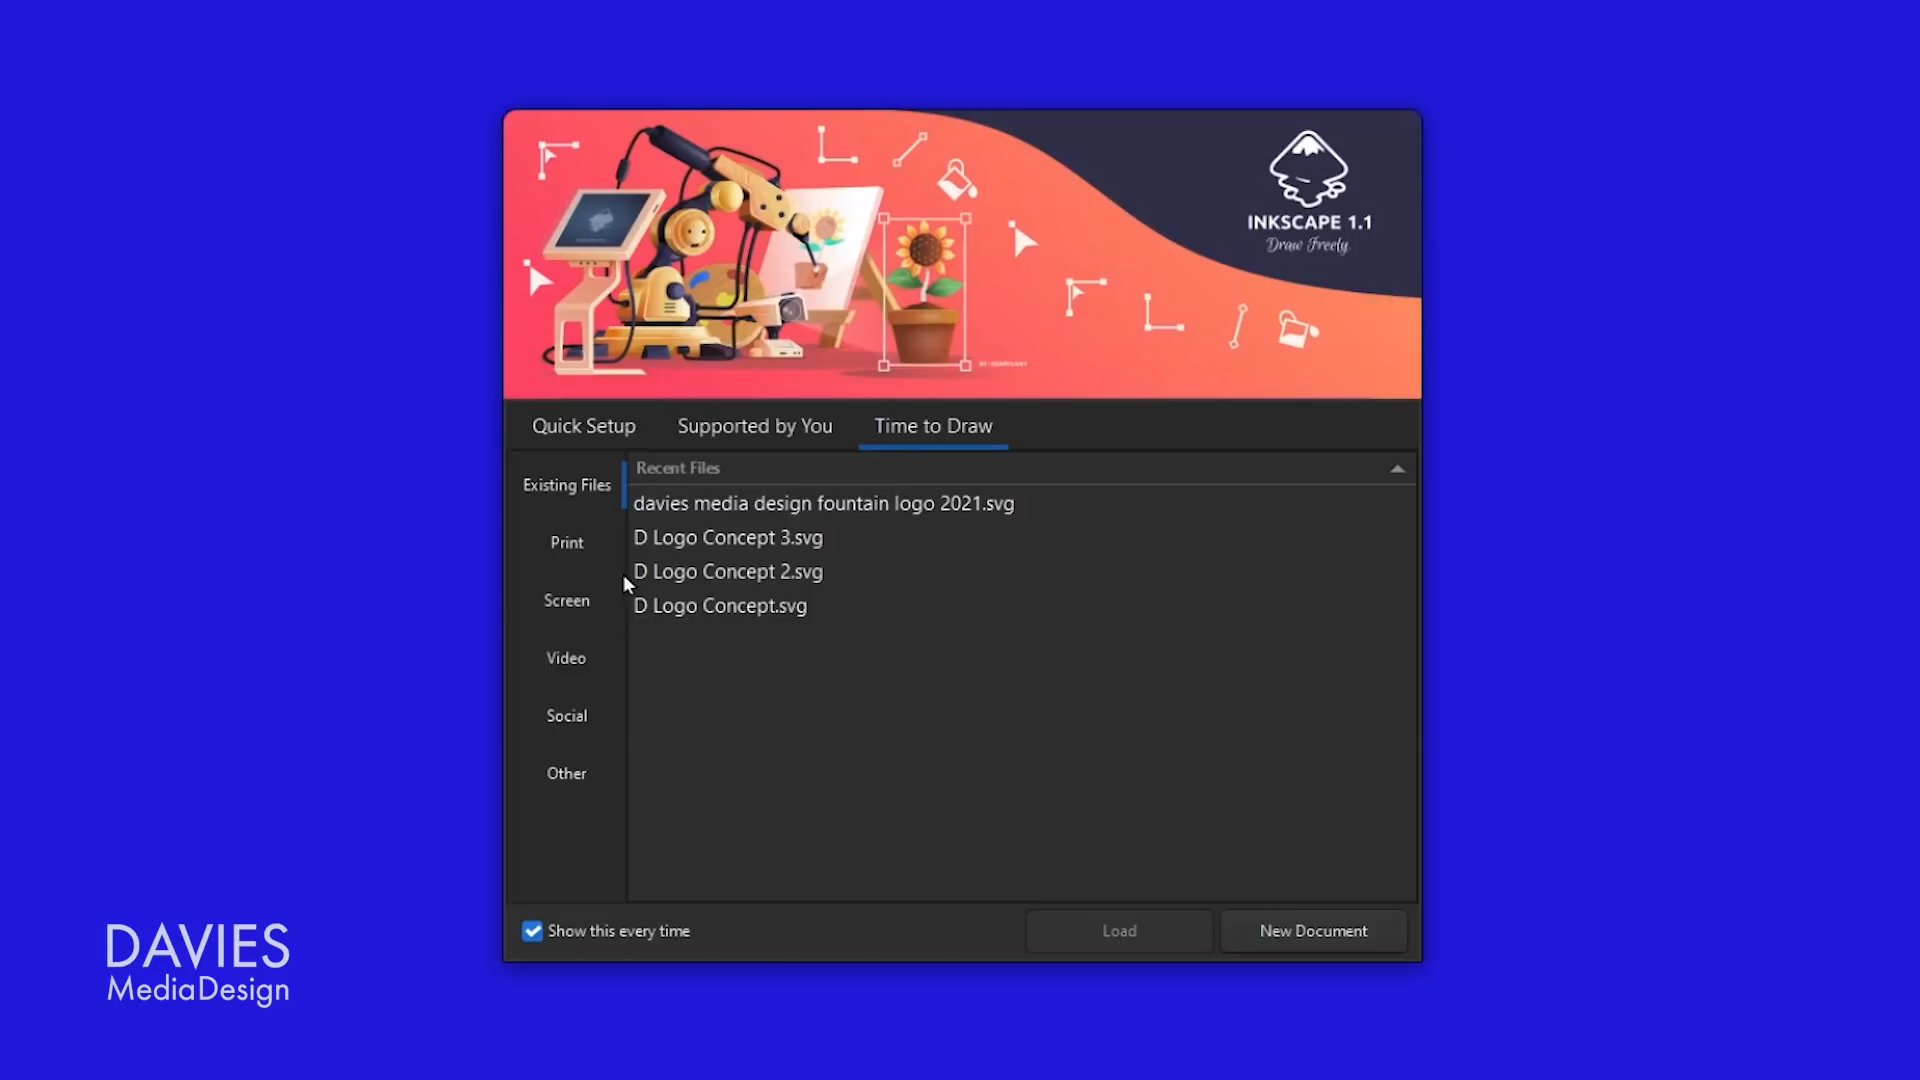 INKSCAPE 1.1
Draw Freely.
Quick Setup
Supported by You
Time to Draw
Existing Files
Print
Screen
Video
Social
Other
Recent Files
davies media design fountain logo 2021.svg
D Logo Concept 3.svg
D Logo Concept 2.svg
D Logo Concept.svg
Show this every time
Load
New Document
DAVIES
MediaDesign